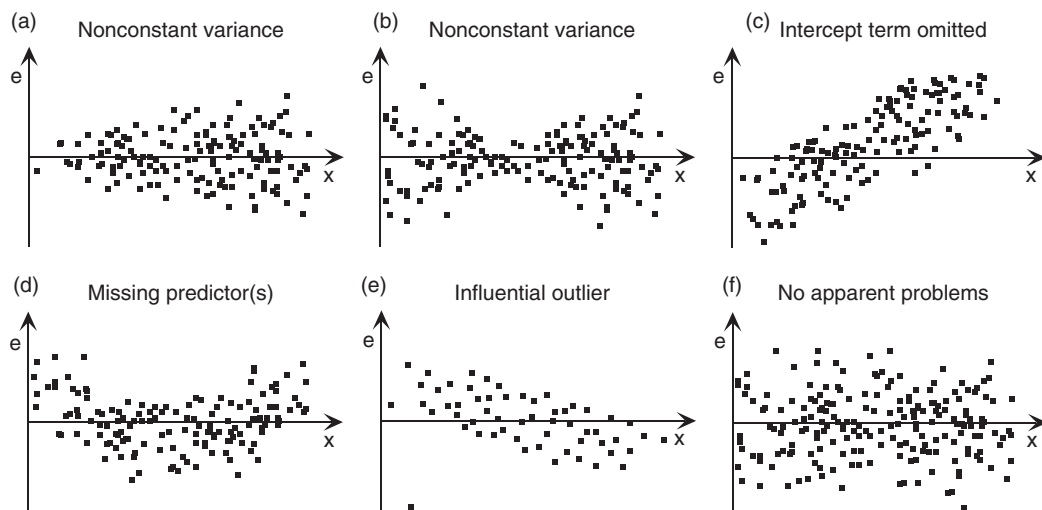 (a) Nonconstant variance
e
x
(b) Nonconstant variance
e
x
(c) Intercept term omitted
e
x
(d) Missing predictor(s)
e
x
(e) Influential outlier
e
x
(f) No apparent problems
e
x